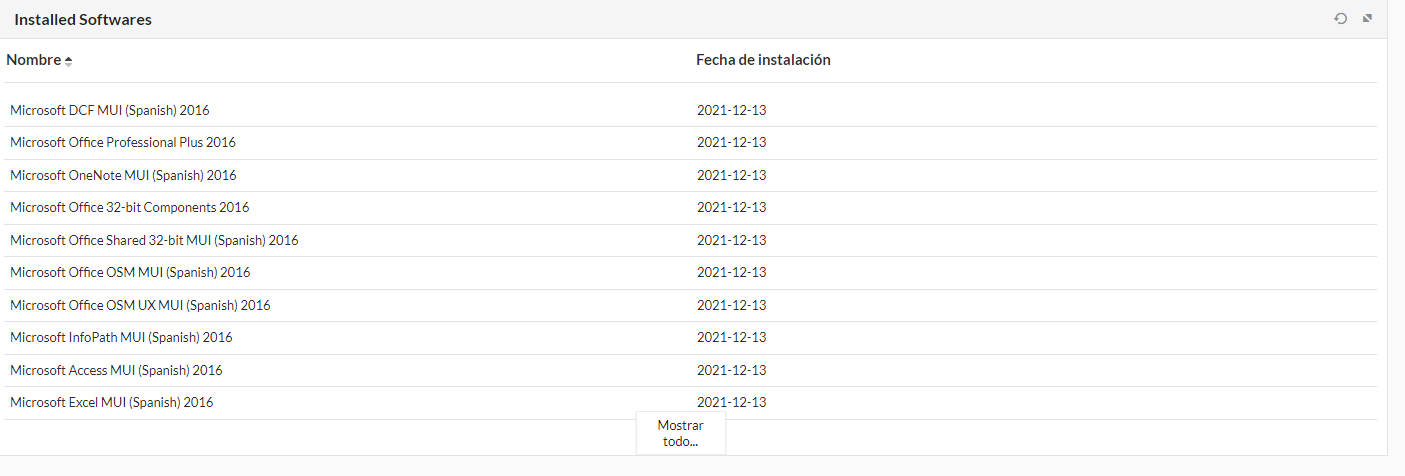 Installed Softwares
Nombre Fecha de instalación
Microsoft DCF MUI (Spanish) 2016 2021-12-13
Microsoft Office Professional Plus 2016 2021-12-13
Microsoft OneNote MUI (Spanish) 2016 2021-12-13
Microsoft Office 32-bit Components 2016 2021-12-13
Microsoft Office Shared 32-bit MUI (Spanish) 2016 2021-12-13
Microsoft Office OSM MUI (Spanish) 2016 2021-12-13
Microsoft Office OSM UX MUI (Spanish) 2016 2021-12-13
Microsoft InfoPath MUI (Spanish) 2016 2021-12-13
Microsoft Access MUI (Spanish) 2016 2021-12-13
Microsoft Excel MUI (Spanish) 2016 2021-12-13
Mostrar
todo...